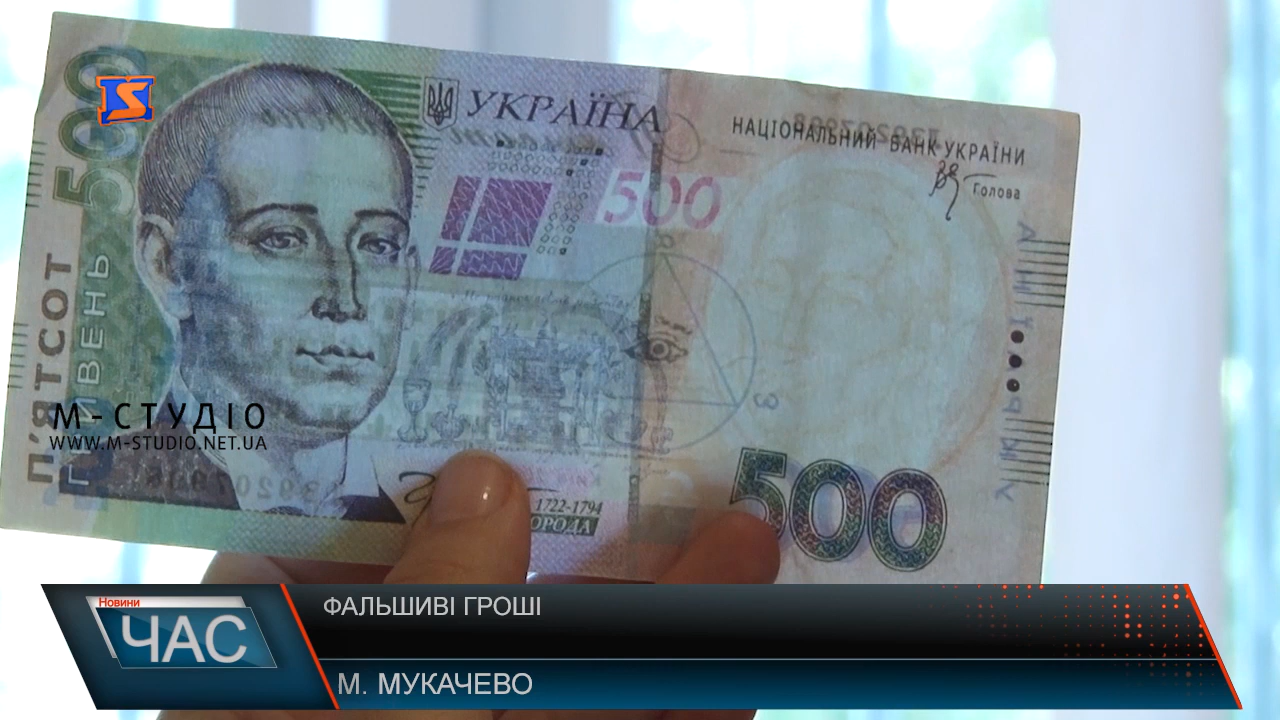 500
УКРАЇНА
НАЦІОНАЛЬНИЙ БАНК УКРАЇНИ
Голова
500
П'ЯТСОТ
ГРИВЕНЬ
М-СТУДІО
WWW.M-STUDIO.NET.UA
1722-1794
500
Новини
ЧАС
ФАЛЬШИВІ ГРОШІ
М. МУКАЧЕВО